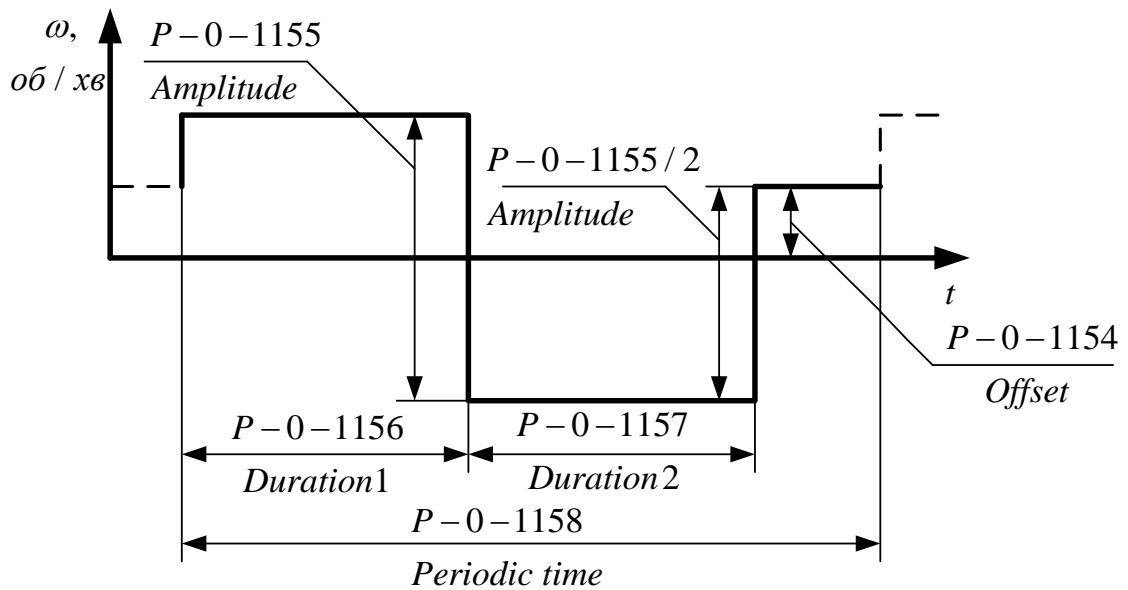 ω,
об / хв
P – 0 – 1155
Amplitude
P – 0 – 1155 / 2
Amplitude
t
P – 0 – 1154
Offset
P – 0 – 1156
Duration1
P – 0 – 1157
Duration2
P – 0 – 1158
Periodic time